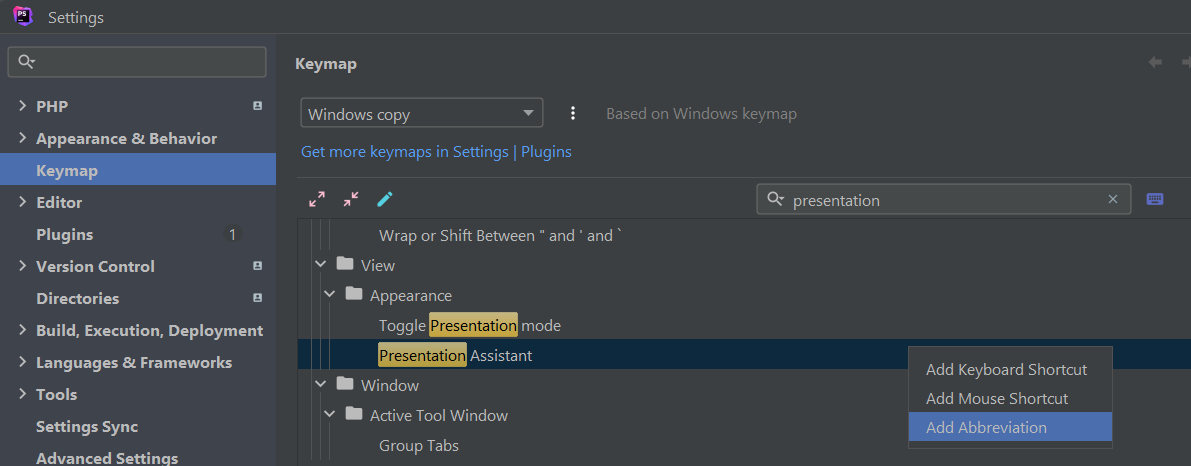 PS
Settings
Keymap
PHP
Appearance & Behavior
Keymap
Editor
Plugins 1
Version Control
Directories
Build, Execution, Deployment
Languages & Frameworks
Tools
Settings Sync
Advanced Settings
Windows copy
Based on Windows keymap
Get more keymaps in Settings | Plugins
presentation
Wrap or Shift Between " and ' and `
View
Appearance
Toggle Presentation mode
Presentation Assistant
Window
Active Tool Window
Group Tabs
Add Keyboard Shortcut
Add Mouse Shortcut
Add Abbreviation